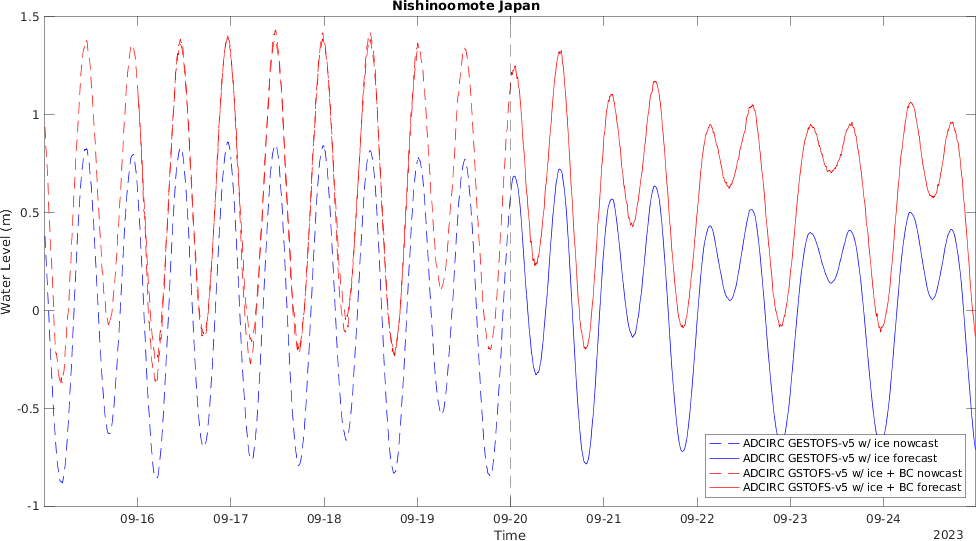 Nishinoomote Japan
1.5
1
0.5
0
-0.5
-1
Water Level (m)
09-16 09-17 09-18 09-19 09-20 09-21 09-22 09-23 09-24
Time
2023
ADCIRC GESTOFS-v5 w/ ice nowcast
ADCIRC GESTOFS-v5 w/ ice forecast
ADCIRC GSTOFS-v5 w/ ice + BC nowcast
ADCIRC GSTOFS-v5 w/ ice + BC forecast